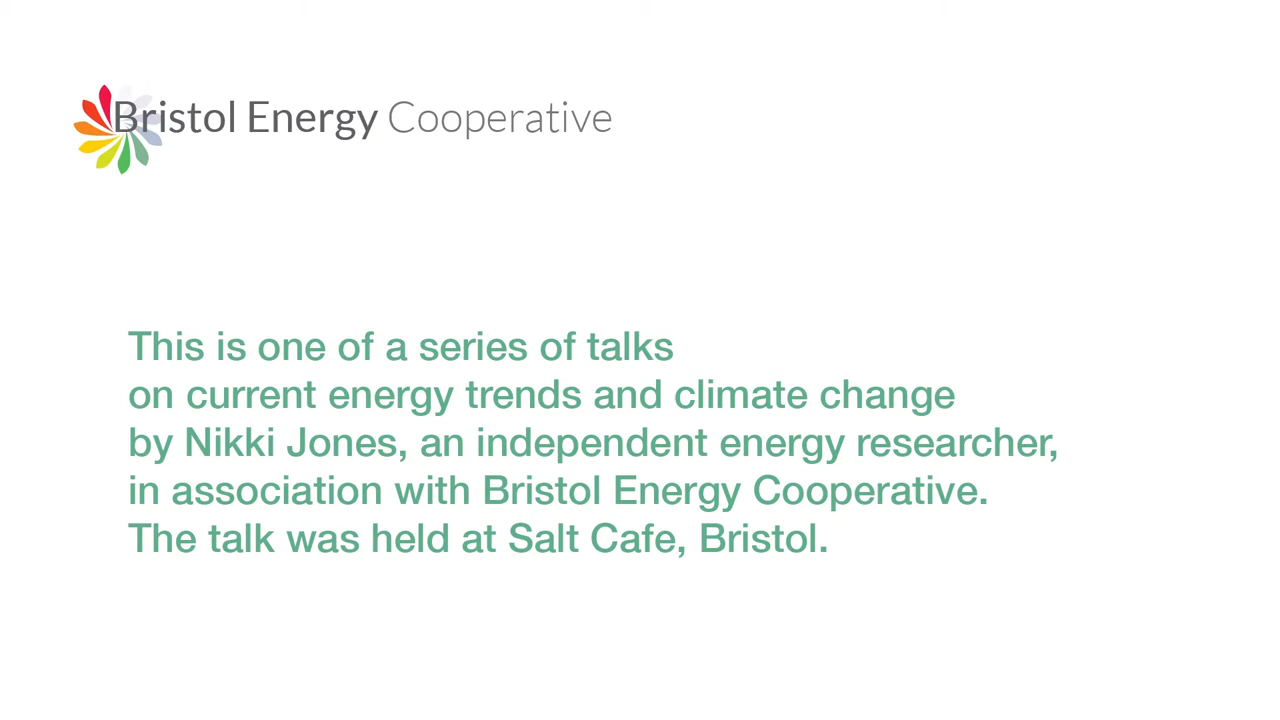 Bristol Energy Cooperative
This is one of a series of talks
on current energy trends and climate change
by Nikki Jones, an independent energy researcher,
in association with Bristol Energy Cooperative.
The talk was held at Salt Cafe, Bristol.